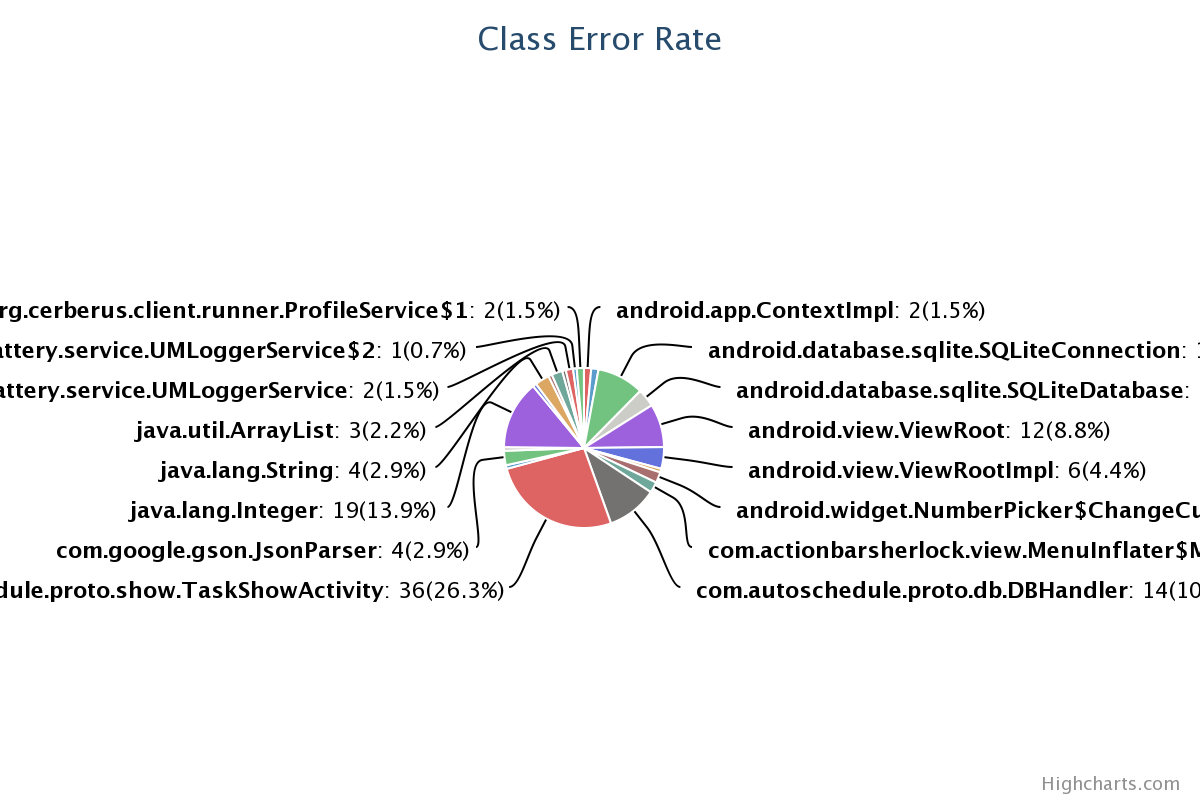 Class Error Rate
rg.cerberus.client.runner.ProfileService$1: 2(1.5%)
android.app.ContextImpl: 2(1.5%)
attery.service.UMLoggerService$2: 1(0.7%)
android.database.sqlite.SQLiteConnection: 1
attery.service.UMLoggerService: 2(1.5%)
android.database.sqlite.SQLiteDatabase:
java.util.ArrayList: 3(2.2%)
android.view.ViewRoot: 12(8.8%)
java.lang.String: 4(2.9%)
android.view.ViewRootImpl: 6(4.4%)
java.lang.Integer: 19(13.9%)
android.widget.NumberPicker$ChangeCu
com.google.gson.JsonParser: 4(2.9%)
com.actionbarsherlock.view.MenuInflater$M
dule.proto.show.TaskShowActivity: 36(26.3%)
com.autoschedule.proto.db.DBHandler: 14(10
Highcharts.com